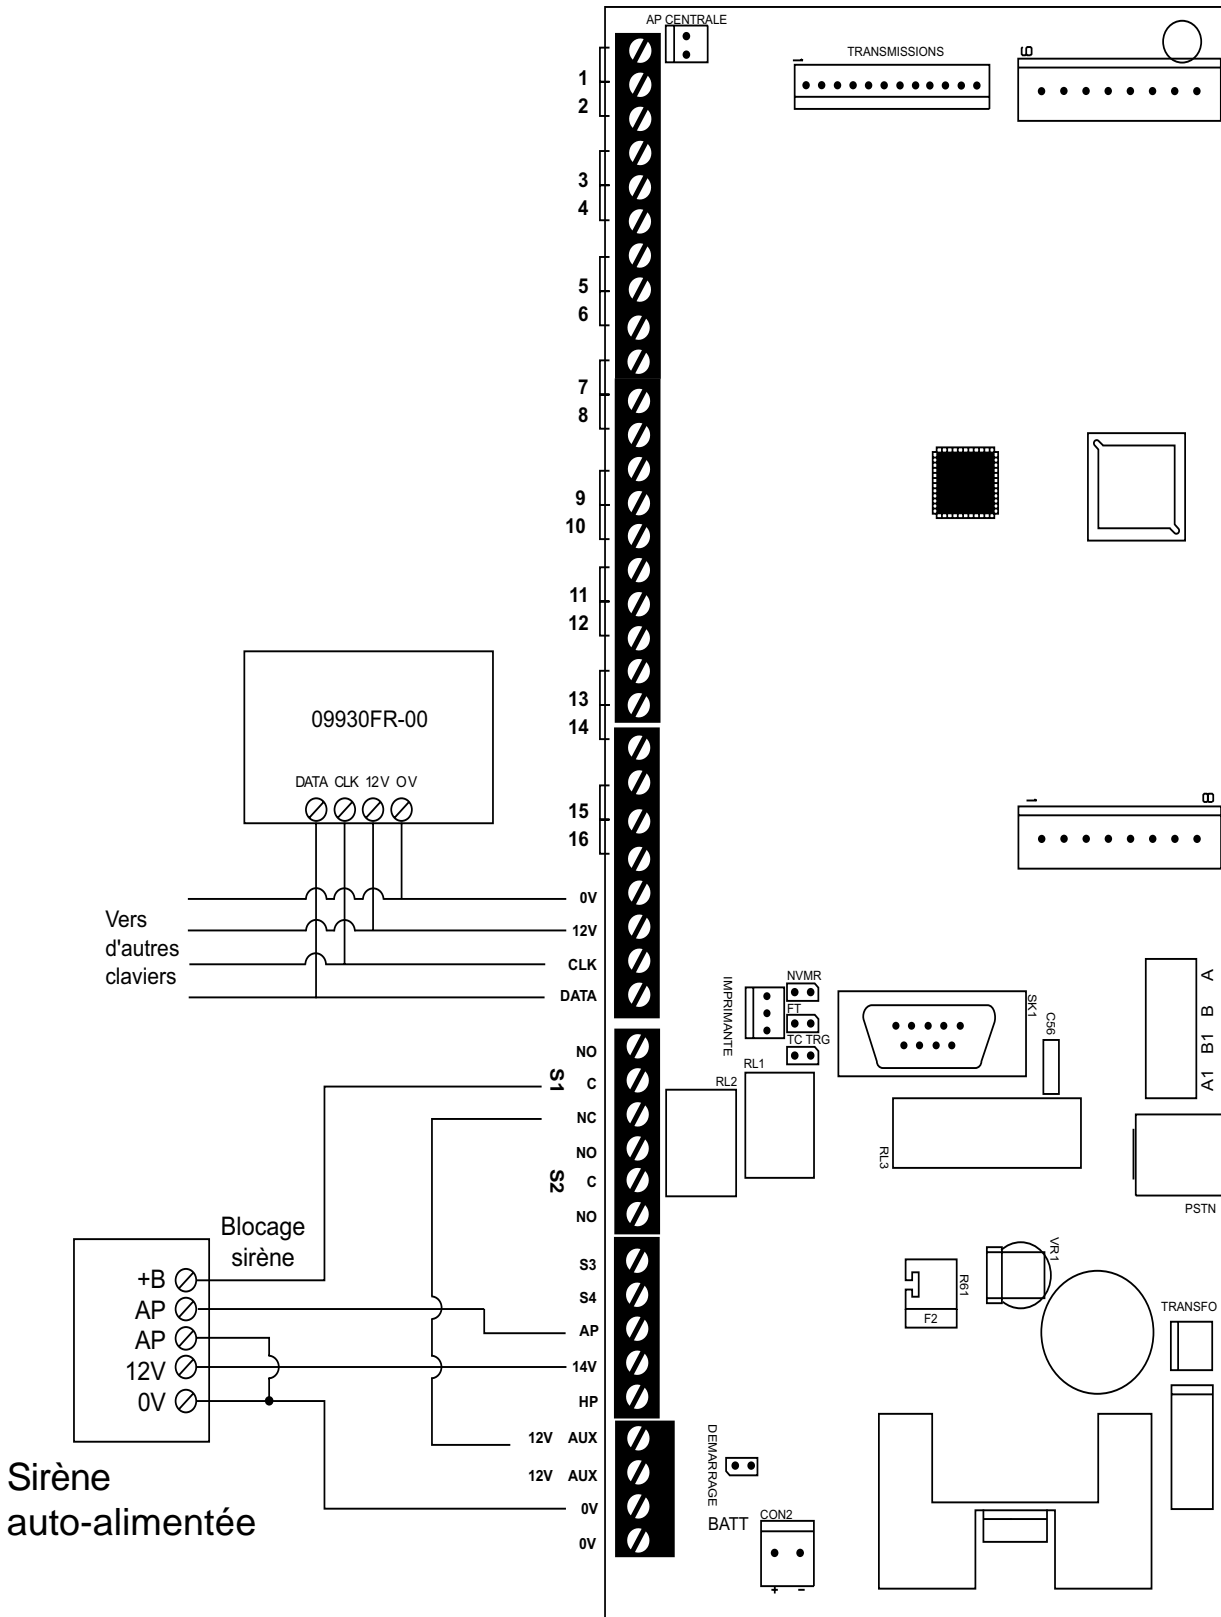 AP CENTRALE
TRANSMISSIONS
1
9
1
2
3
4
5
6
7
8
9
10
11
12
13
14
15
16
1
8
09930FR-00
DATA CLK 12V OV
Vers
d'autres
claviers
0V
12V
CLK
DATA
NO
S1
C
NC
NO
S2
C
NO
S3
S4
AP
14V
HP
12V AUX
12V AUX
0V
0V
IMPRIMANTE
NVMR
FT
TC TRG
RL1
RL2
SK1
C56
A
B
B1
A1
RL3
PSTN
VR1
R61
F2
TRANSFO
DEMARRAGE
BATT
CON2
+ -
Blocage
sirène
+B
AP
AP
12V
0V
Sirène
auto-alimentée